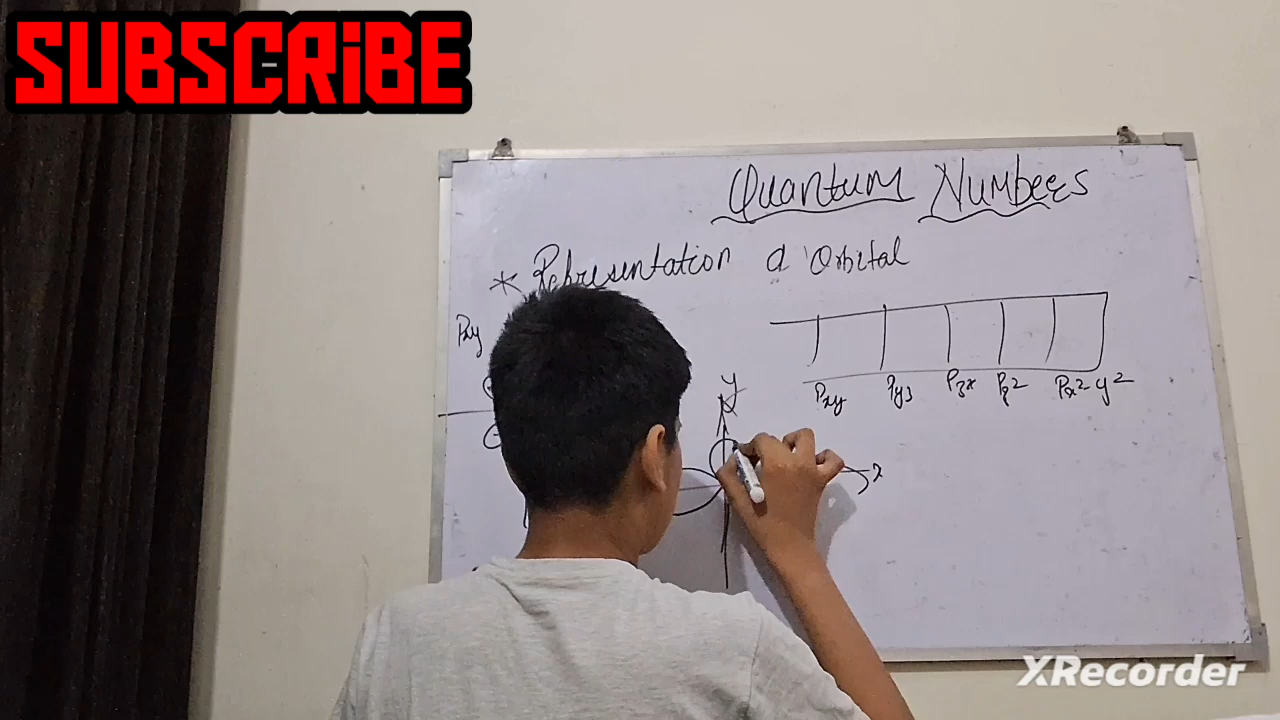 SUBSCRiBE
Quantum Numbers
* Representation d Orbital
Pxy
Pxy Pyz Pzx Pz² Px²-y²
y
x
XRecorder